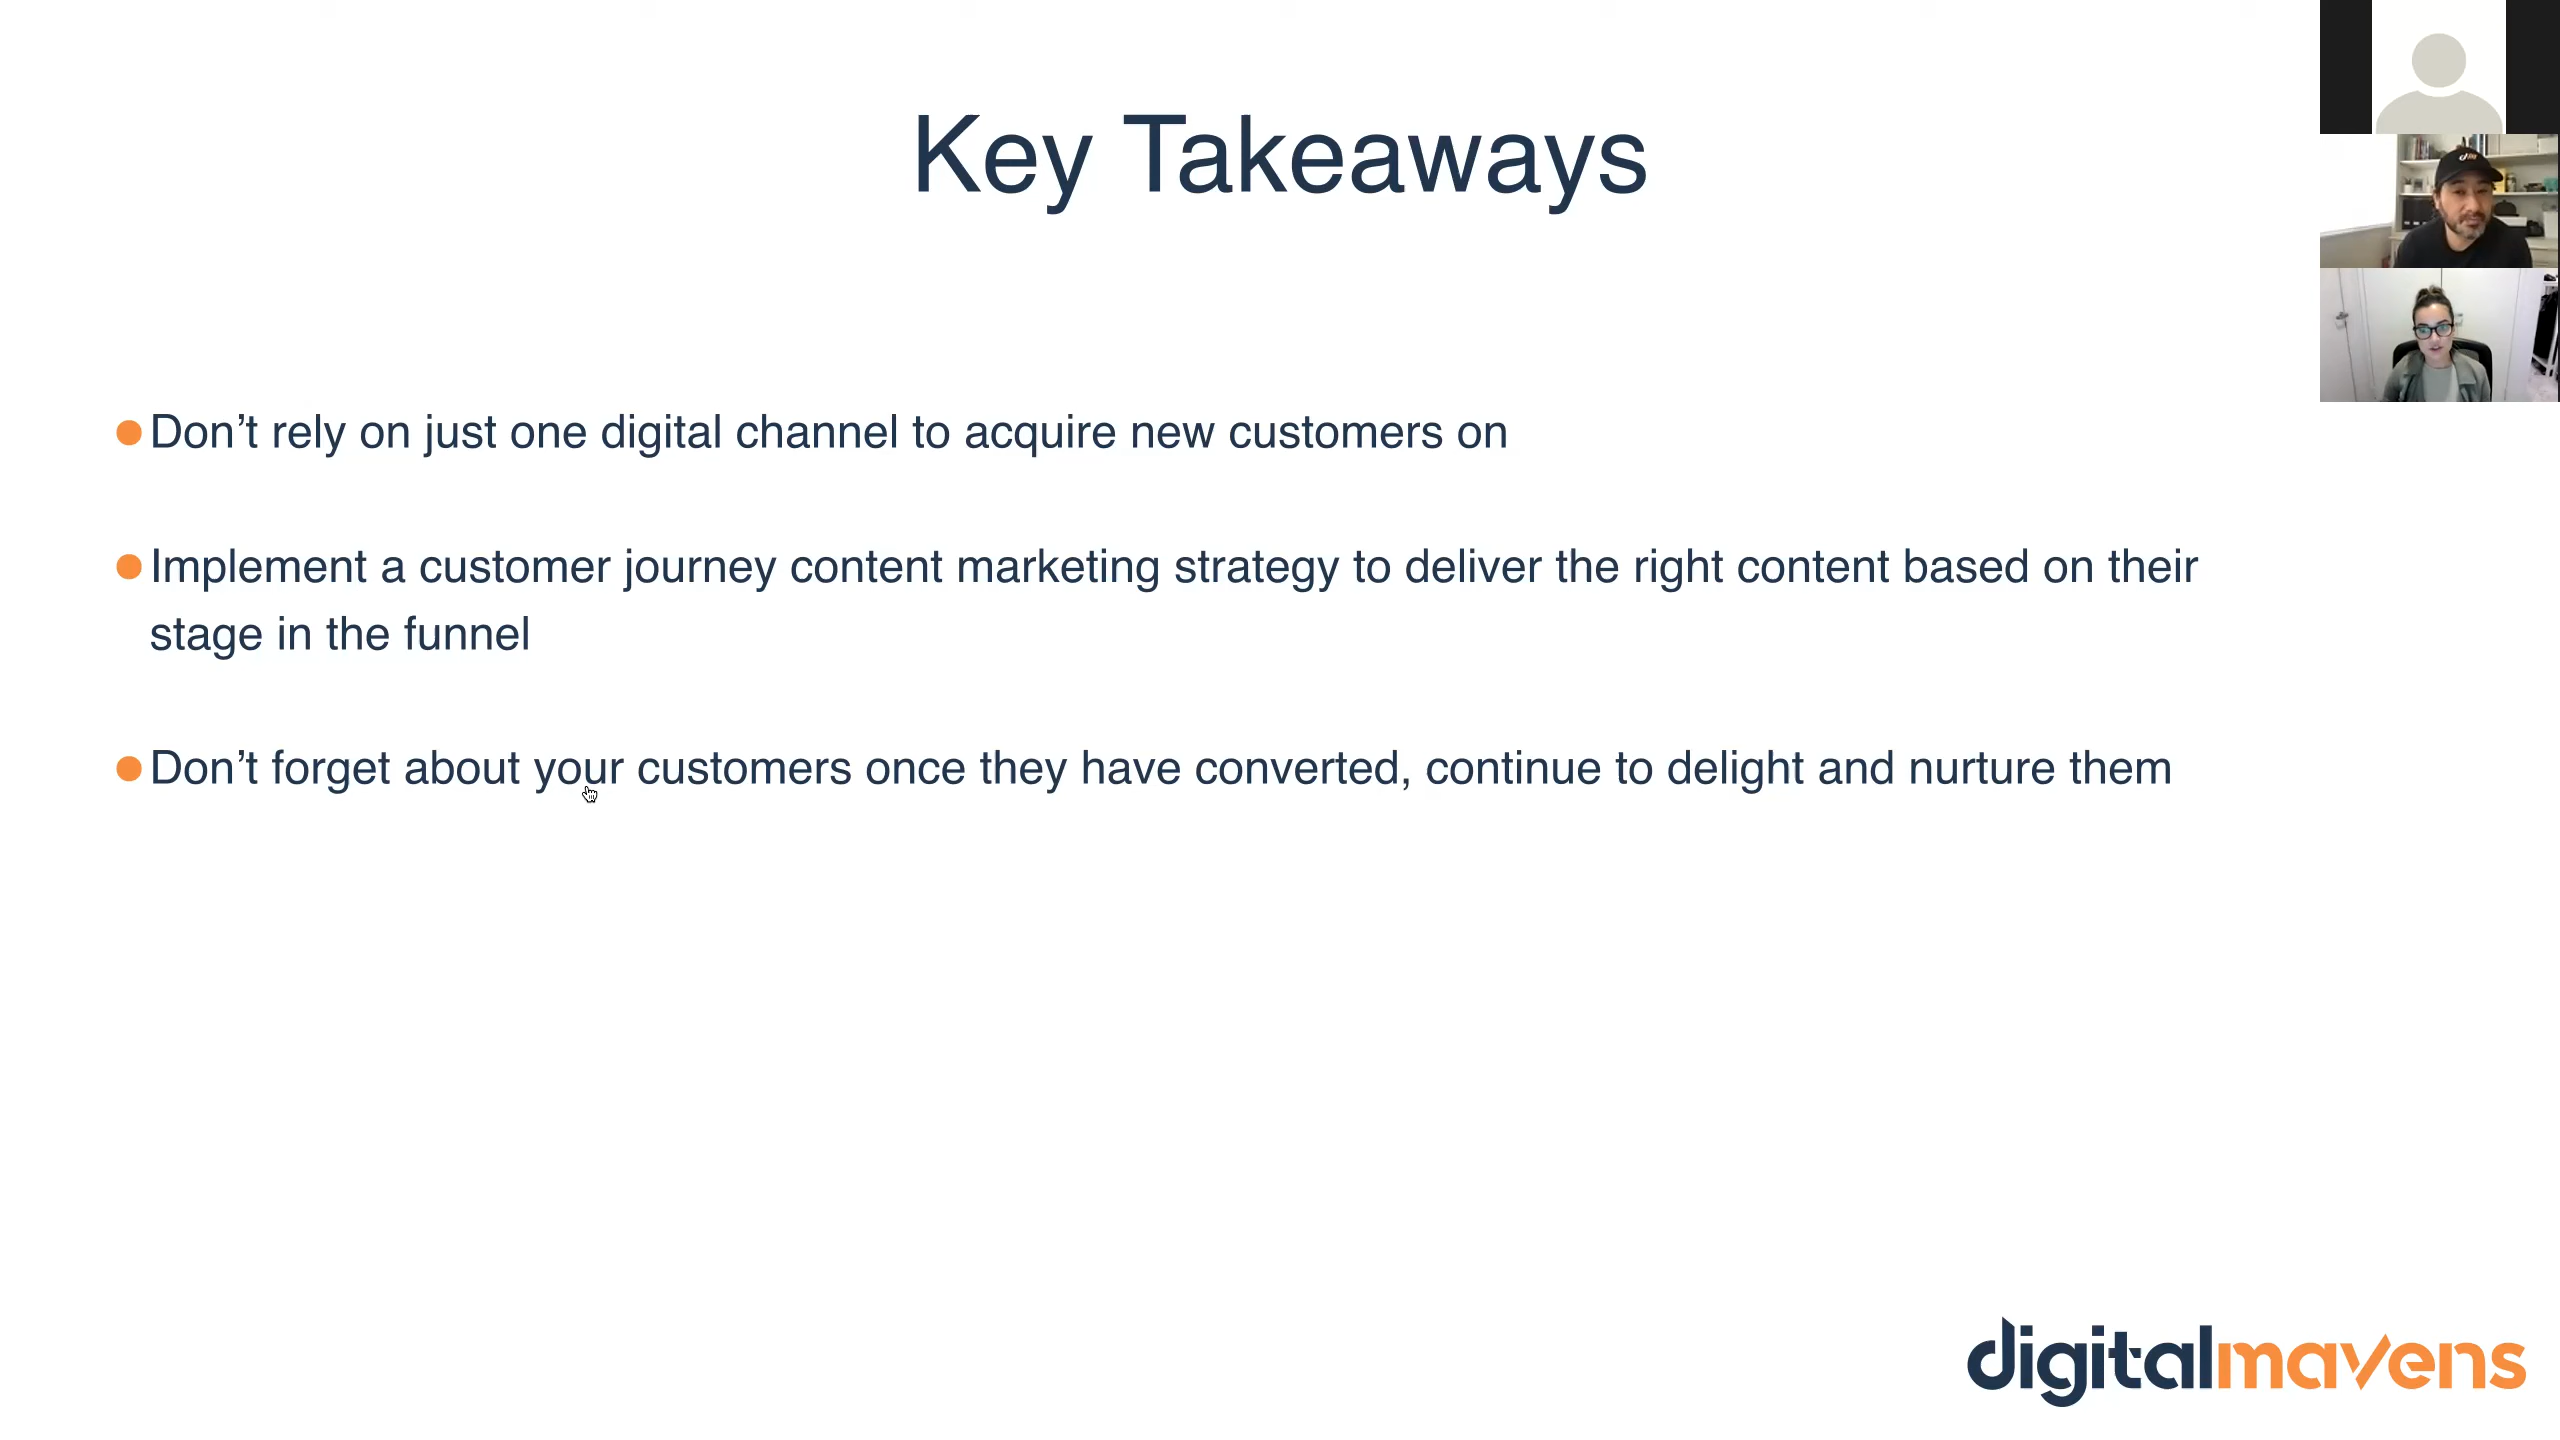 Key Takeaways
Don’t rely on just one digital channel to acquire new customers on
Implement a customer journey content marketing strategy to deliver the right content based on their
stage in the funnel
Don’t forget about your customers once they have converted, continue to delight and nurture them
dm
digitalmavens